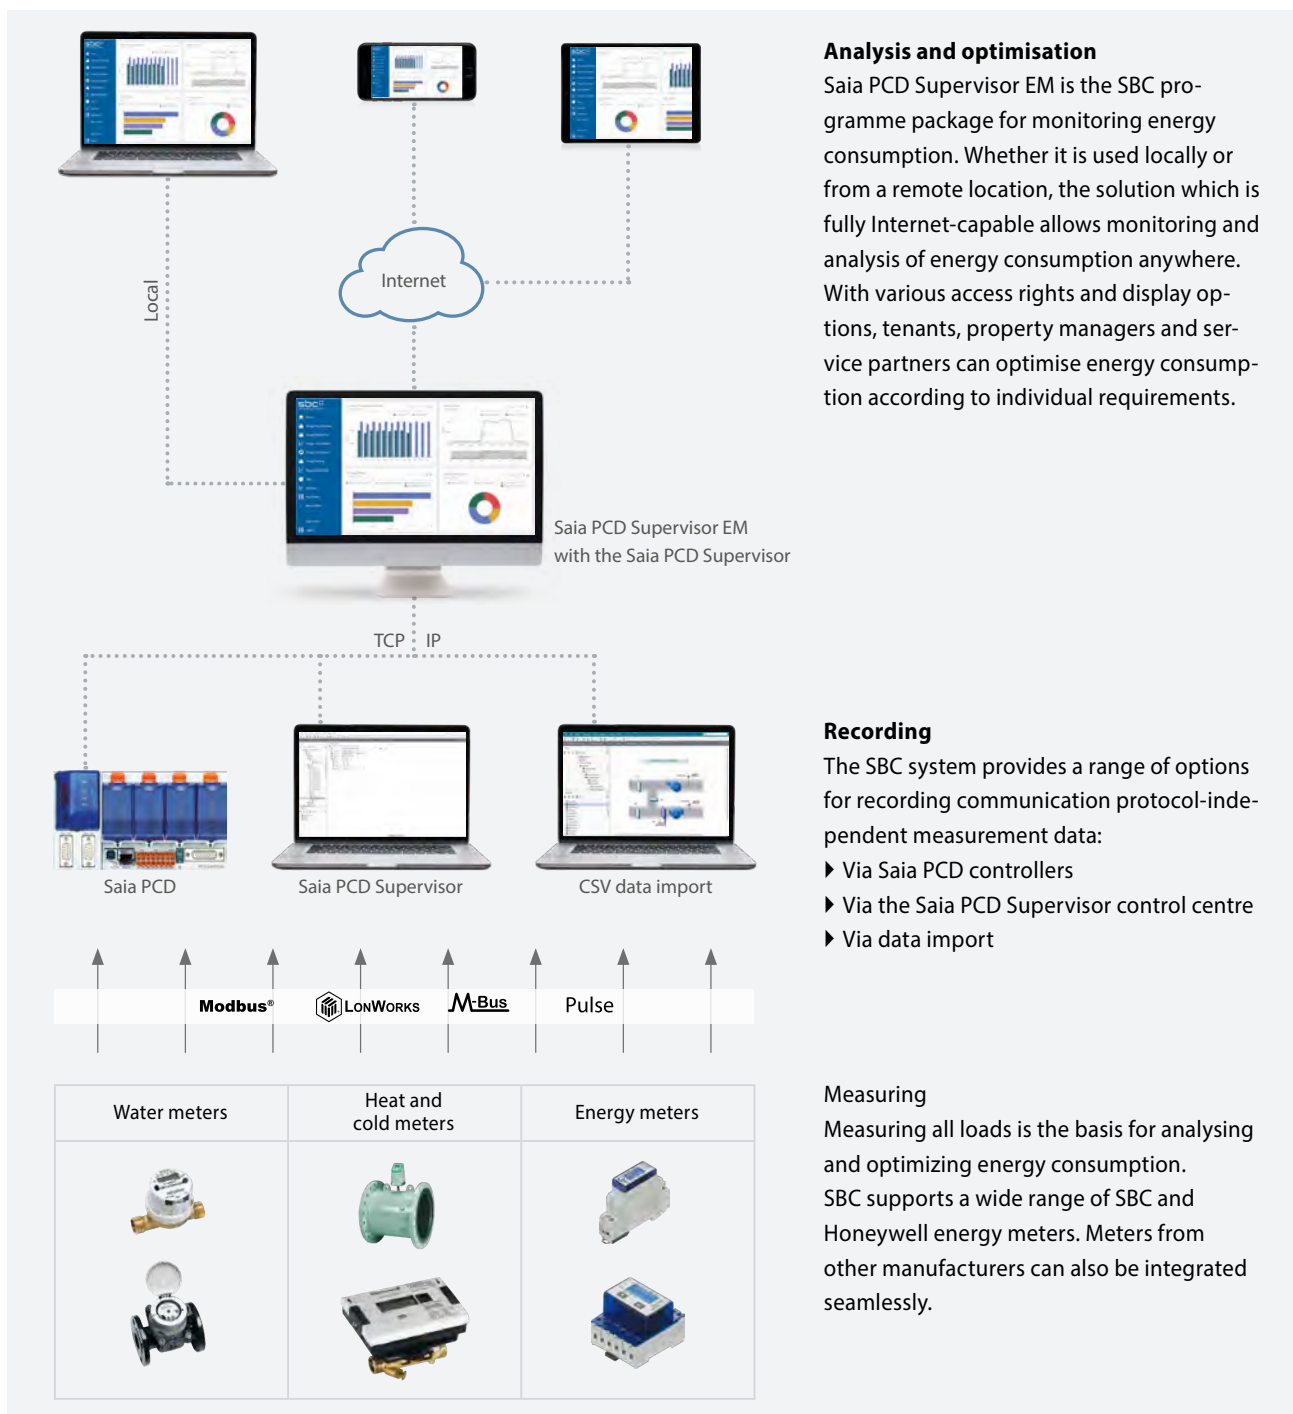 Analysis and optimisation
Saia PCD Supervisor EM is the SBC pro-
gramme package for monitoring energy
consumption. Whether it is used locally or
from a remote location, the solution which is
fully Internet-capable allows monitoring and
analysis of energy consumption anywhere.
With various access rights and display op-
tions, tenants, property managers and ser-
vice partners can optimise energy consump-
tion according to individual requirements.
Internet
Local
sbc
Saia PCD Supervisor EM
with the Saia PCD Supervisor
TCP IP
Saia PCD
Saia PCD Supervisor
CSV data import
Recording
The SBC system provides a range of options
for recording communication protocol-inde-
pendent measurement data:
Via Saia PCD controllers
Via the Saia PCD Supervisor control centre
Via data import
Modbus®
LONWORKS
M-Bus
Pulse
Water meters
Heat and
cold meters
Energy meters
Measuring
Measuring all loads is the basis for analysing
and optimizing energy consumption.
SBC supports a wide range of SBC and
Honeywell energy meters. Meters from
other manufacturers can also be integrated
seamlessly.